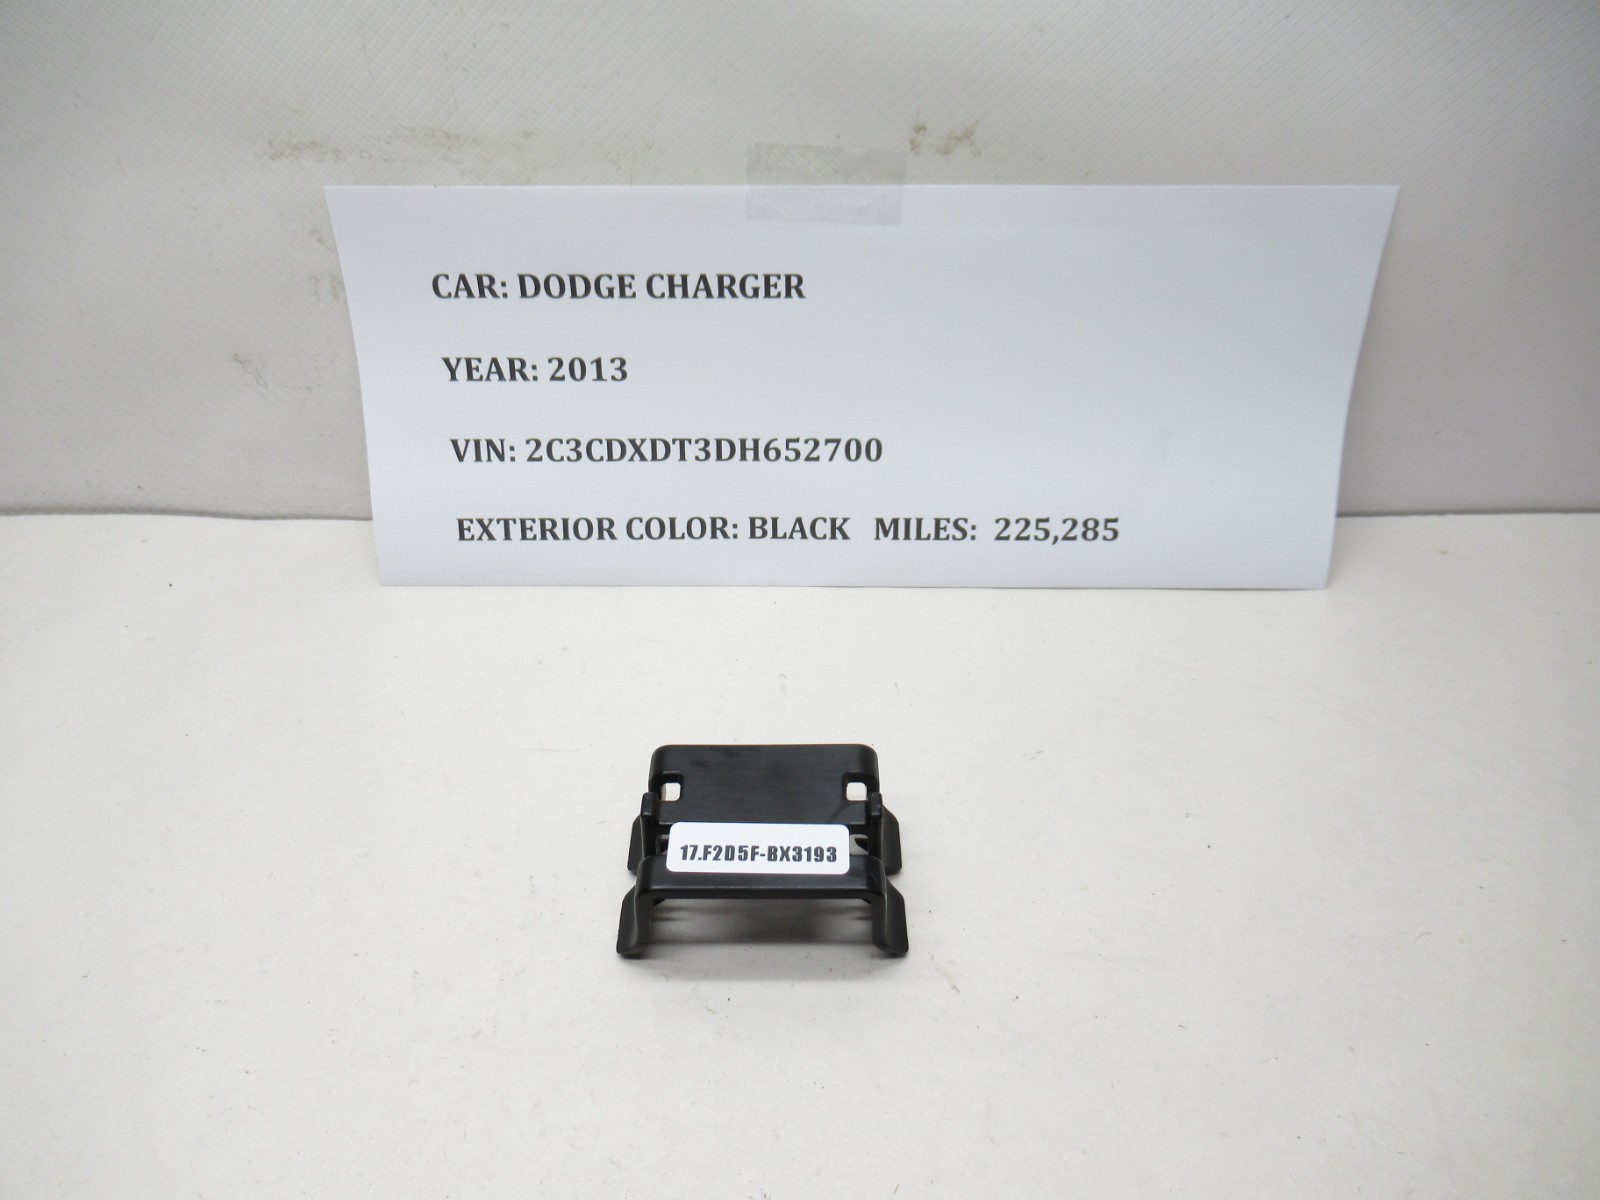 CAR: DODGE CHARGER
YEAR: 2013
VIN: 2C3CDXDT3DH652700
EXTERIOR COLOR: BLACK MILES: 225,285
17.F2D5F-BX3193